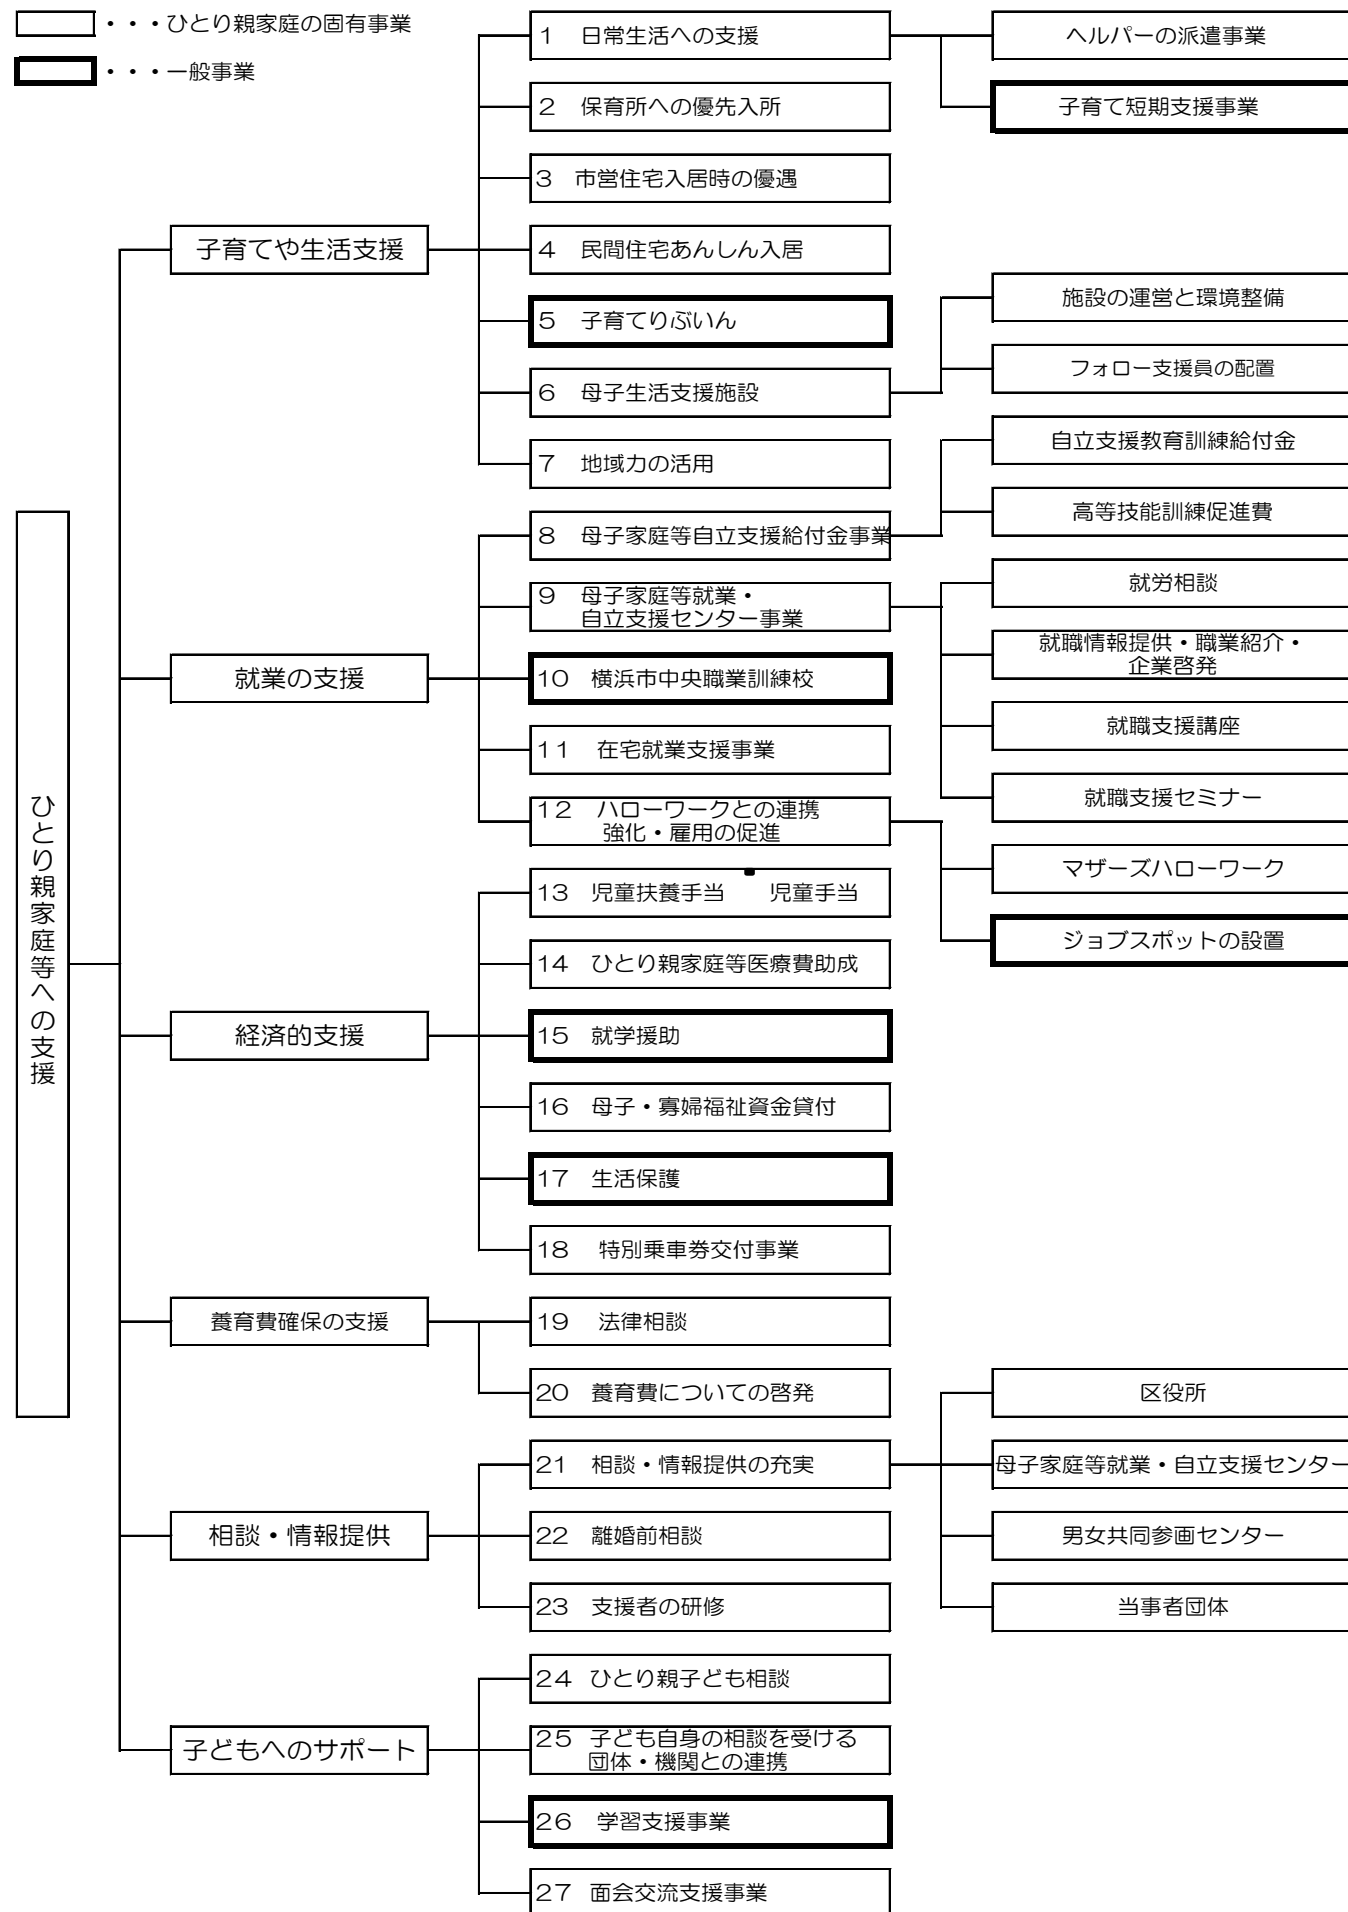 ・・・ひとり親家庭の固有事業
・・・一般事業
ひとり親家庭等への支援
子育てや生活支援
1 日常生活への支援
ヘルパーの派遣事業
子育て短期支援事業
2 保育所への優先入所
3 市営住宅入居時の優遇
4 民間住宅あんしん入居
5 子育てりぶいん
6 母子生活支援施設
施設の運営と環境整備
フォロー支援員の配置
7 地域力の活用
就業の支援
8 母子家庭等自立支援給付金事業
自立支援教育訓練給付金
高等技能訓練促進費
9 母子家庭等就業・
自立支援センター事業
就労相談
就職情報提供・職業紹介・
企業啓発
就職支援講座
就職支援セミナー
10 横浜市中央職業訓練校
11 在宅就業支援事業
12 ハローワークとの連携
強化・雇用の促進
マザーズハローワーク
ジョブスポットの設置
経済的支援
13 児童扶養手当・児童手当
14 ひとり親家庭等医療費助成
15 就学援助
16 母子・寡婦福祉資金貸付
17 生活保護
18 特別乗車券交付事業
養育費確保の支援
19 法律相談
20 養育費についての啓発
相談・情報提供
21 相談・情報提供の充実
区役所
母子家庭等就業・自立支援センター
男女共同参画センター
当事者団体
22 離婚前相談
23 支援者の研修
子どもへのサポート
24 ひとり親子ども相談
25 子ども自身の相談を受ける
団体・機関との連携
26 学習支援事業
27 面会交流支援事業